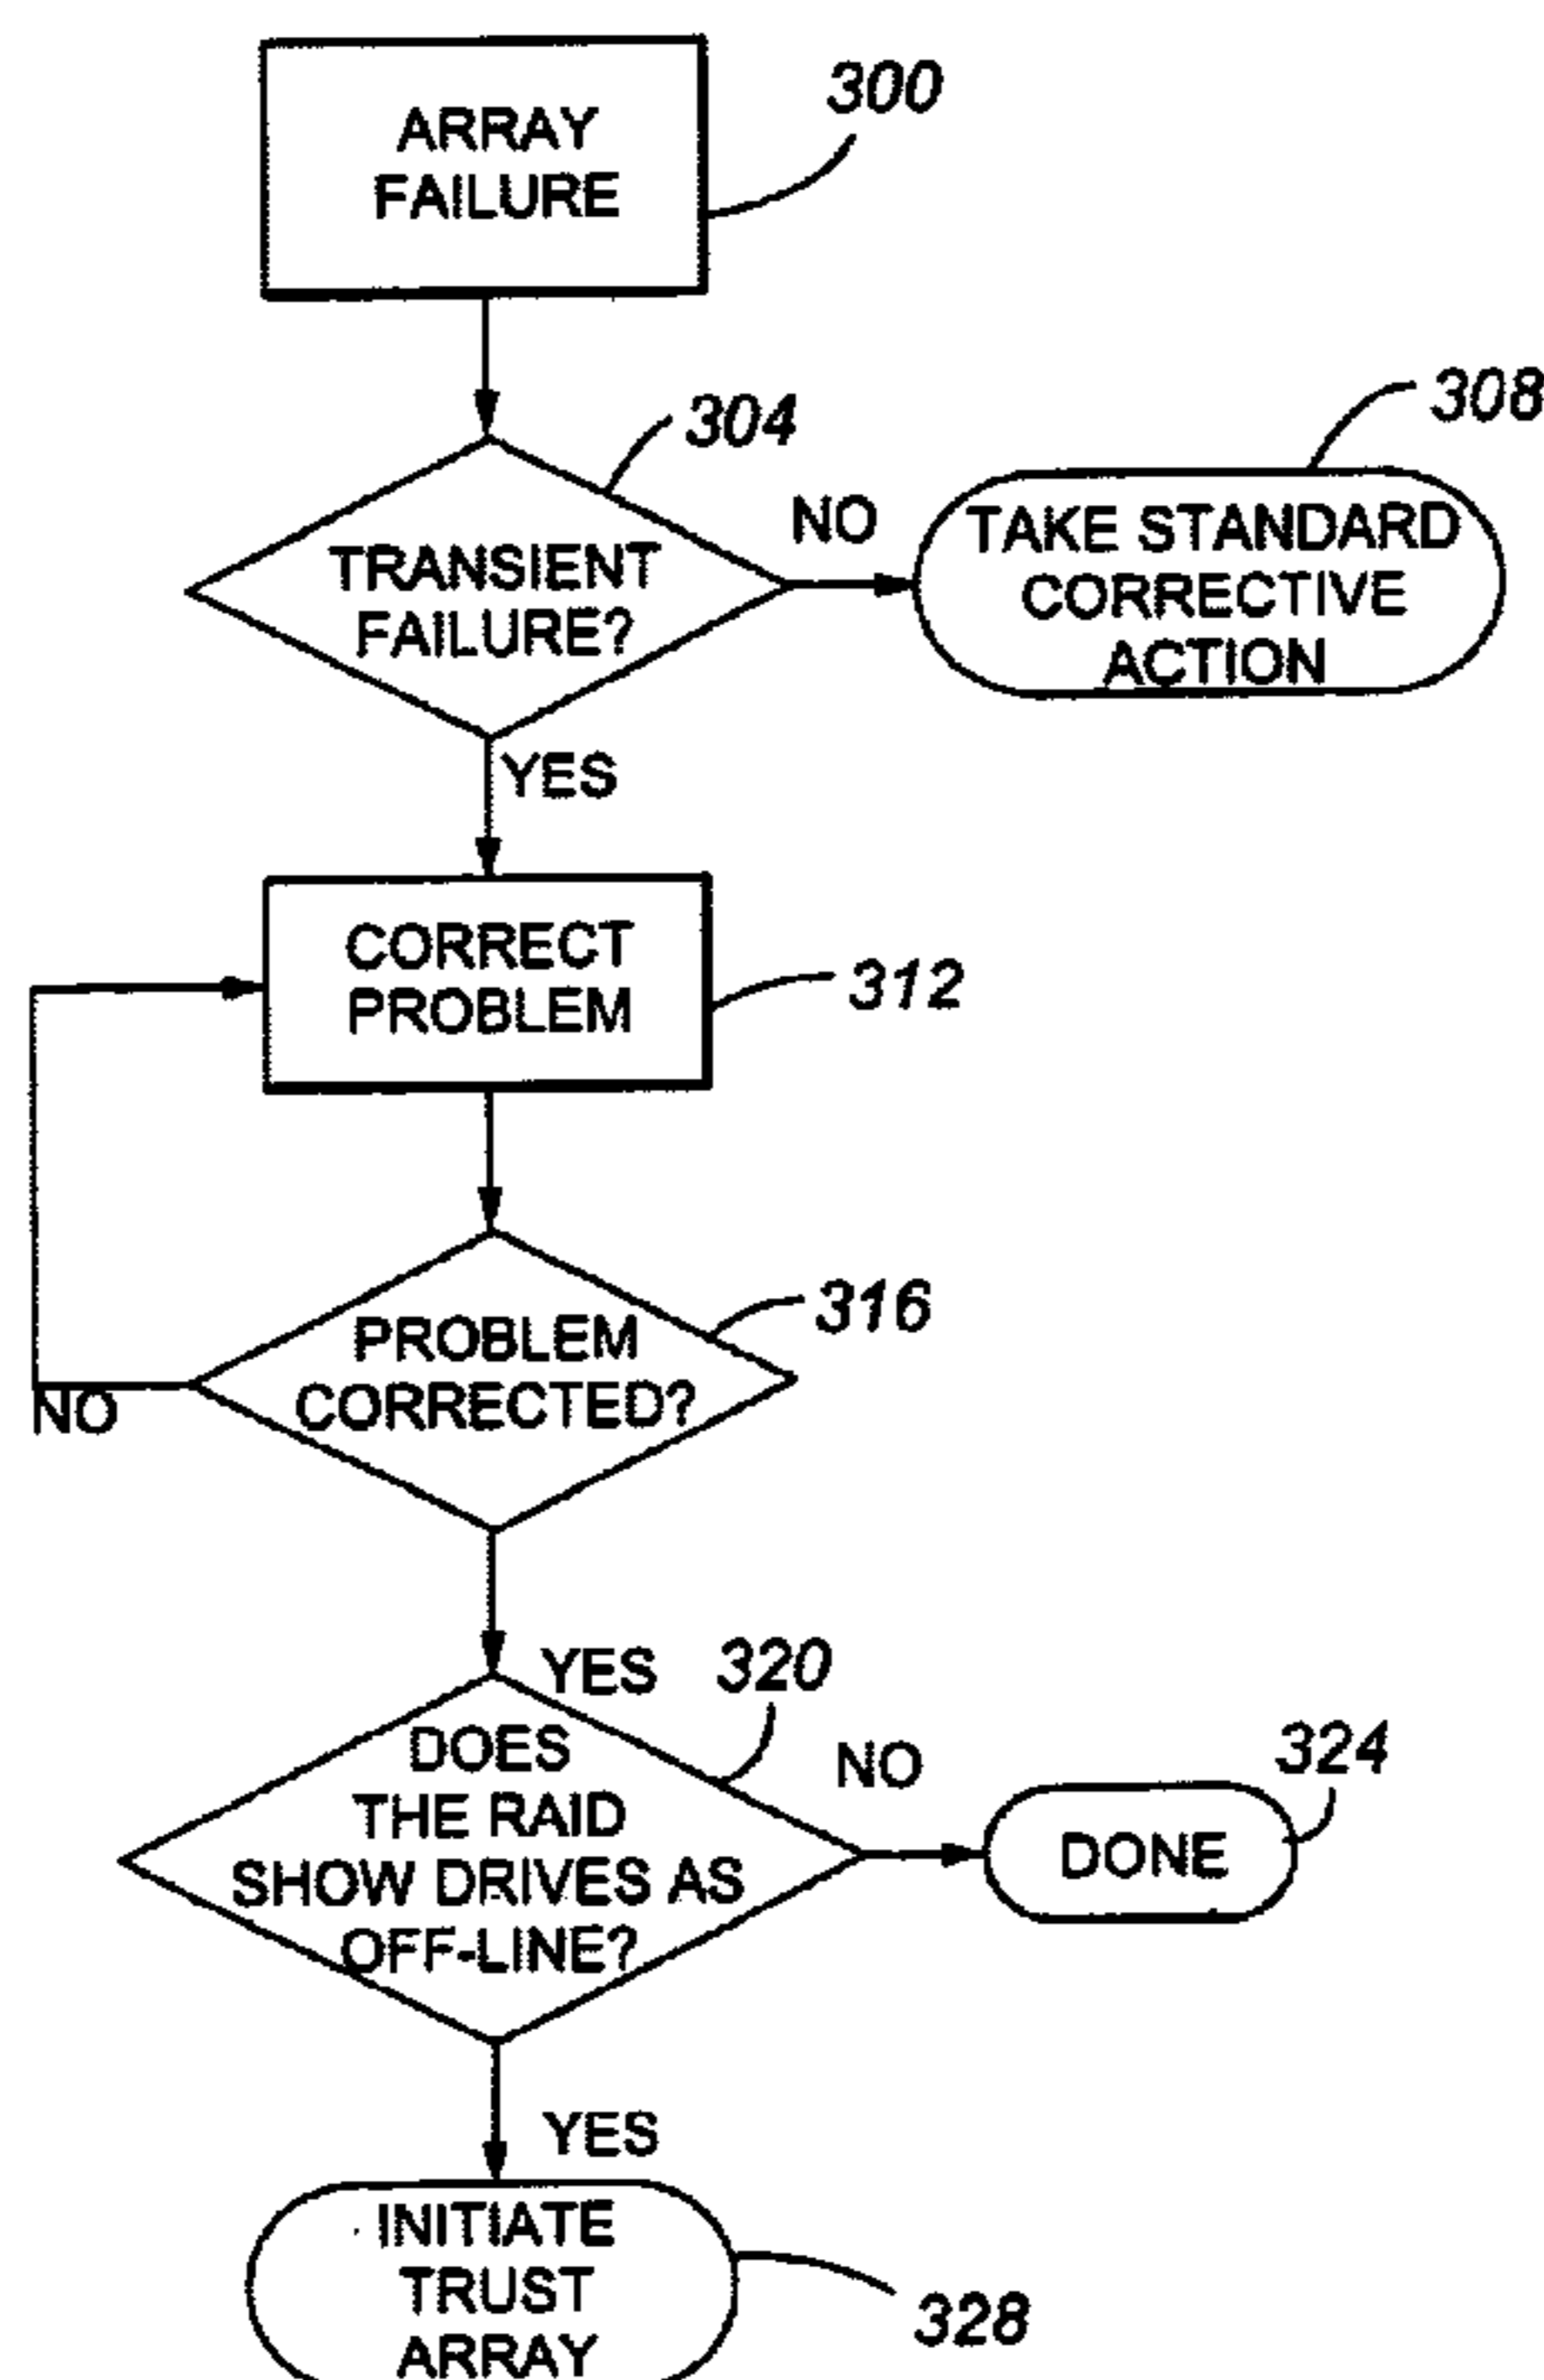 ARRAY
FAILURE
300
304
308
TRANSIENT
FAILURE?
NO
TAKE STANDARD
CORRECTIVE
ACTION
YES
CORRECT
PROBLEM
312
PROBLEM
CORRECTED?
316
NO
YES
320
DOES
THE RAID
SHOW DRIVES AS
OFF-LINE?
NO
324
DONE
YES
INITIATE
TRUST
ARRAY
328